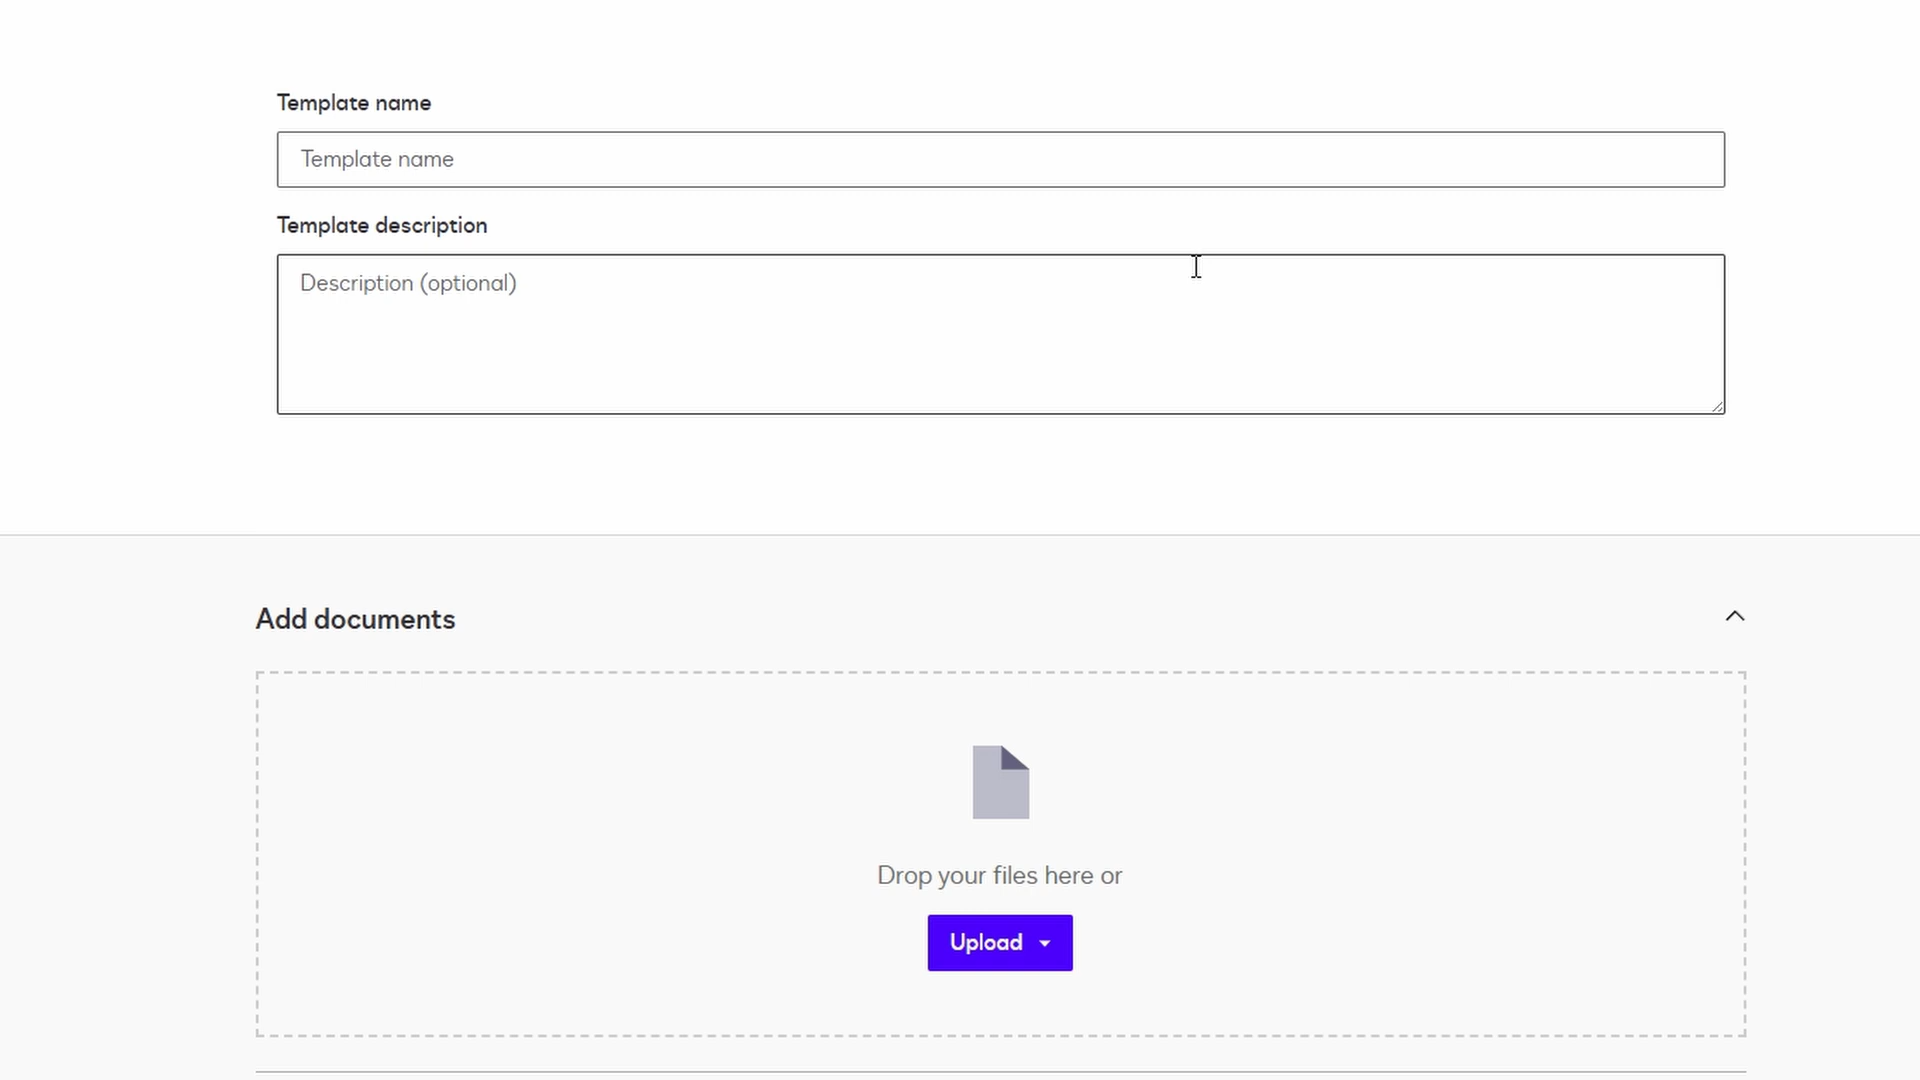 Template name
Template name
Template description
Description (optional)
Add documents
Drop your files here or
Upload